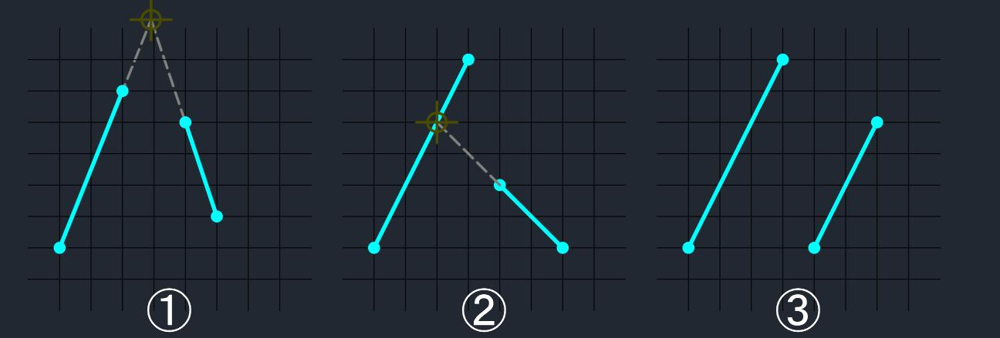 ① ② ③